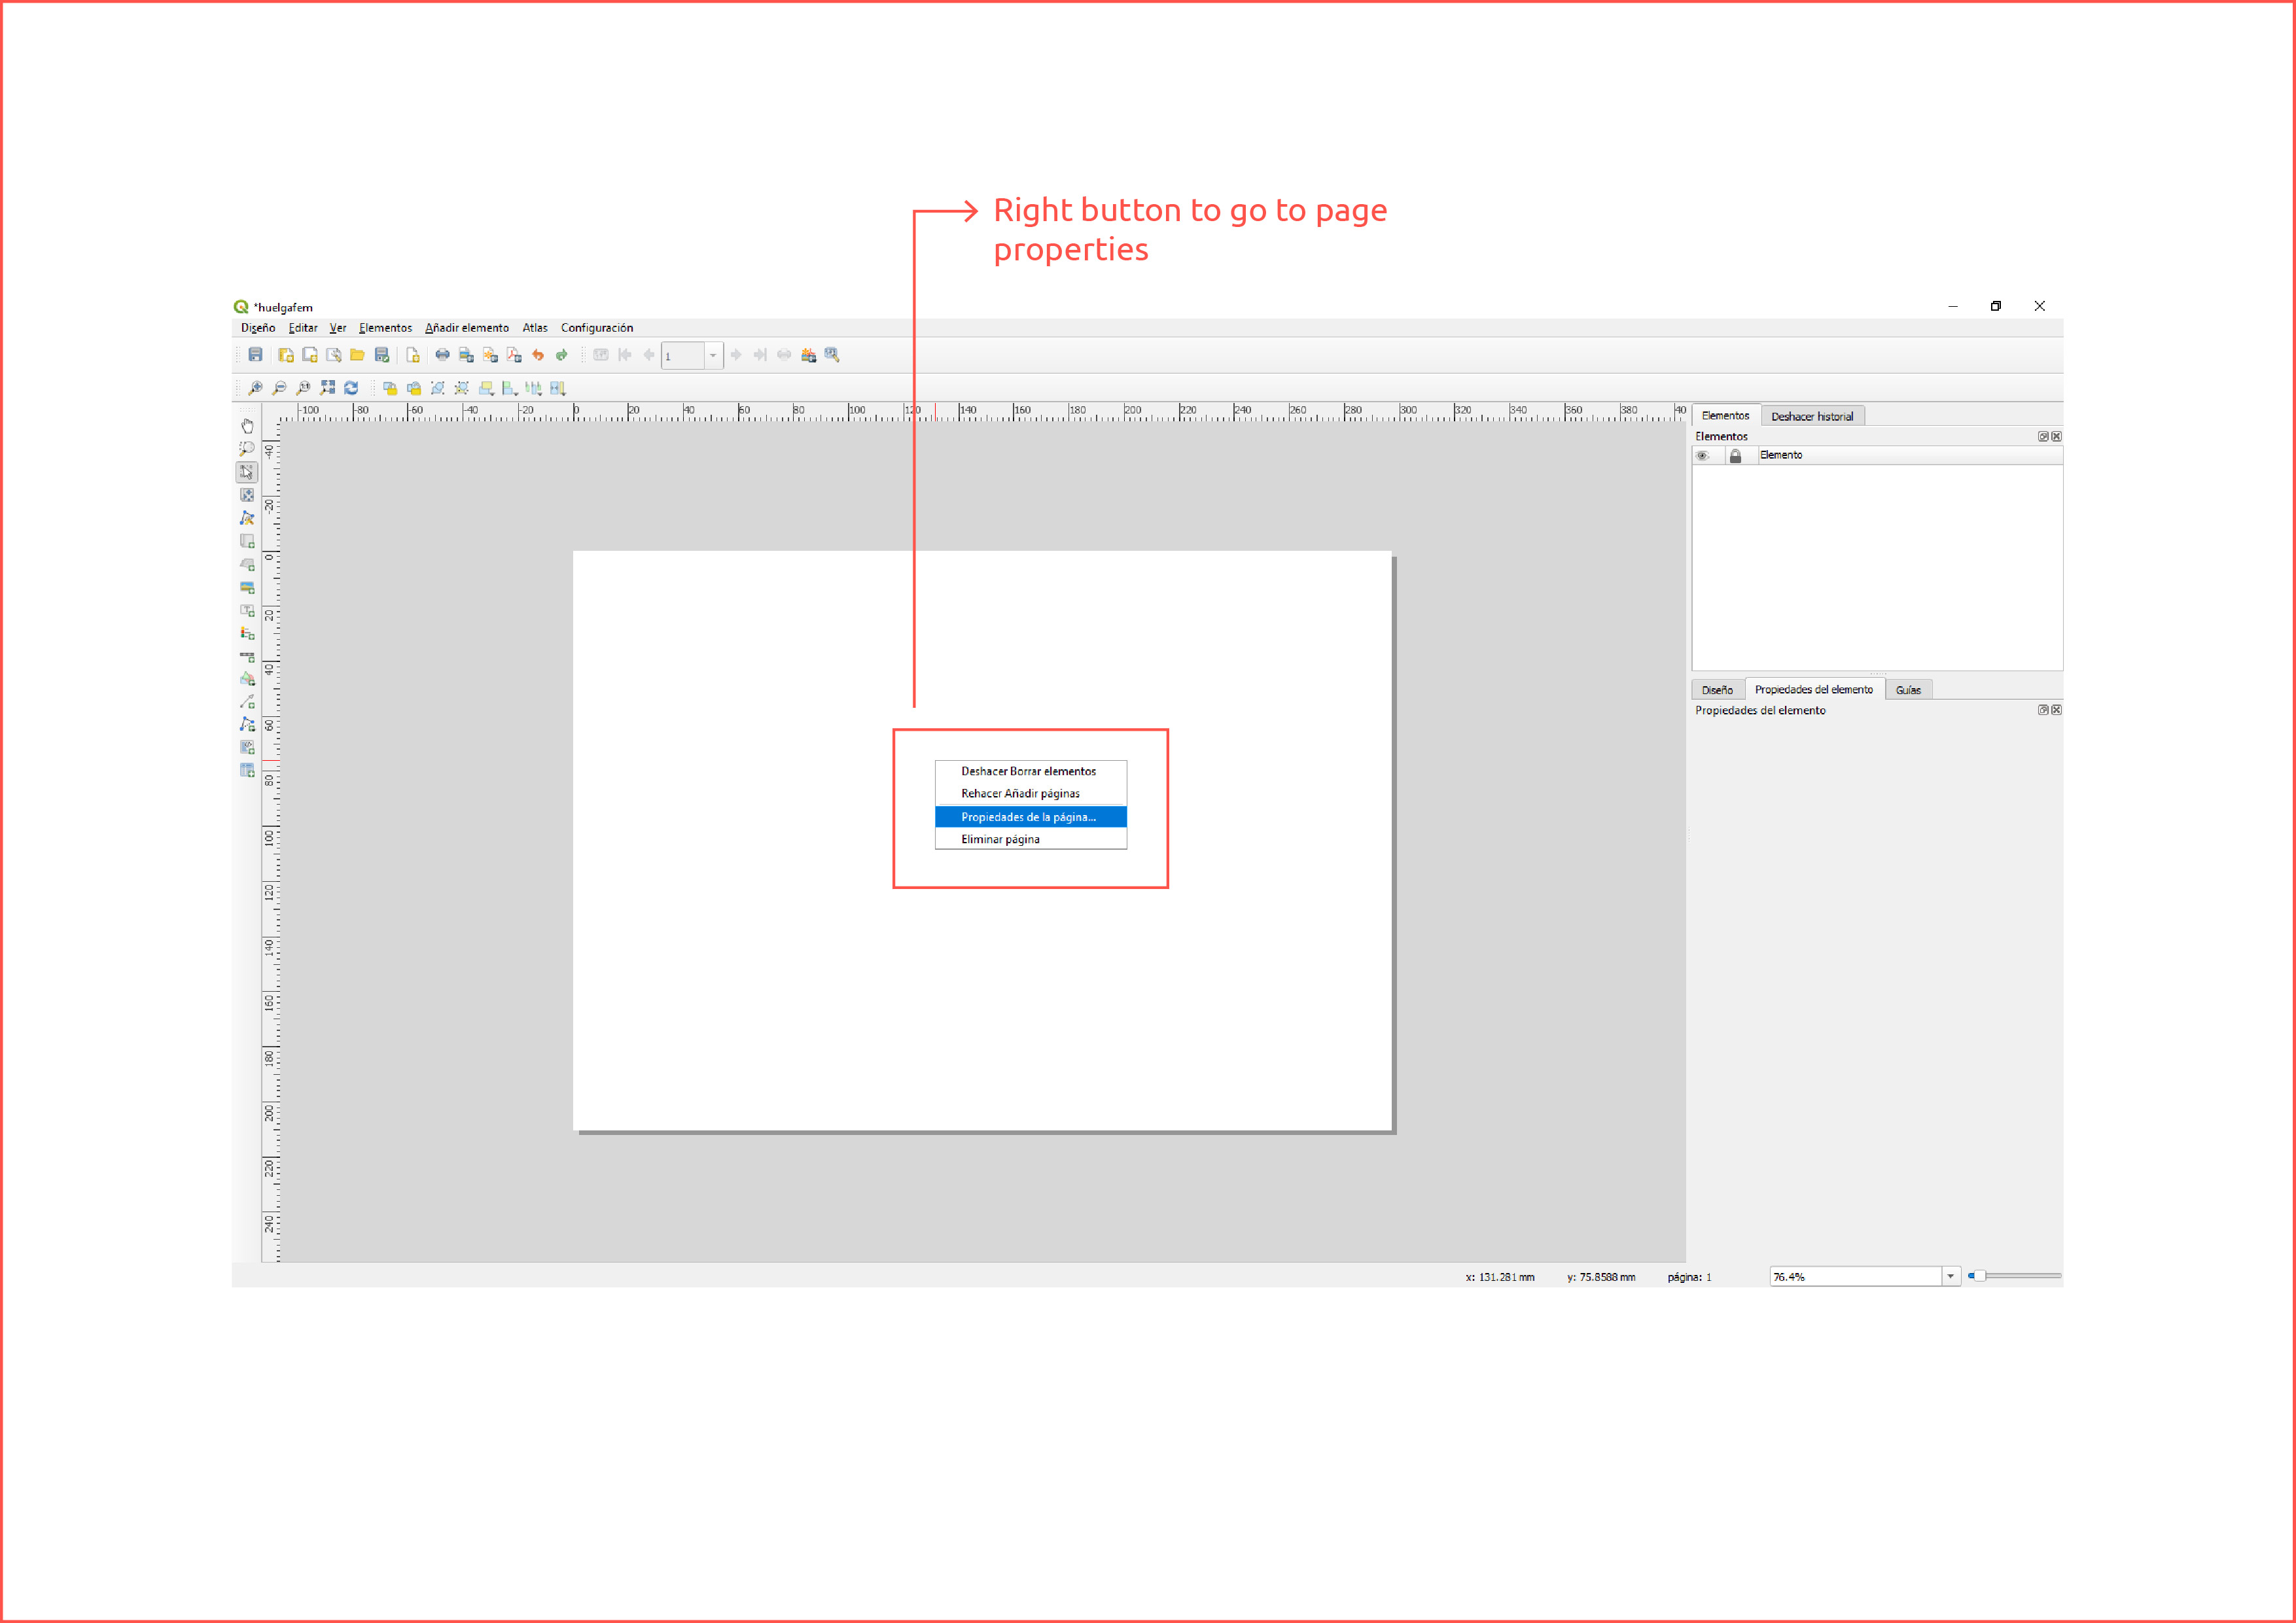 Right button to go to page
properties
*huelgafem
Diseño Editar Ver Elementos Añadir elemento Atlas Configuración
1
-100 -80 -60 -40 -20 0 20 40 60 80 100 120 140 160 180 200 220 240 260 280 300 320 340 360 380 40
-40
-20
0
20
40
60
80
100
120
140
160
180
200
220
240
Elementos Deshacer historial
Elementos
Elemento
Diseño Propiedades del elemento Guías
Propiedades del elemento
Deshacer Borrar elementos
Rehacer Añadir páginas
Propiedades de la página...
Eliminar página
x: 131.281 mm y: 75.8588 mm página: 1 76.4%